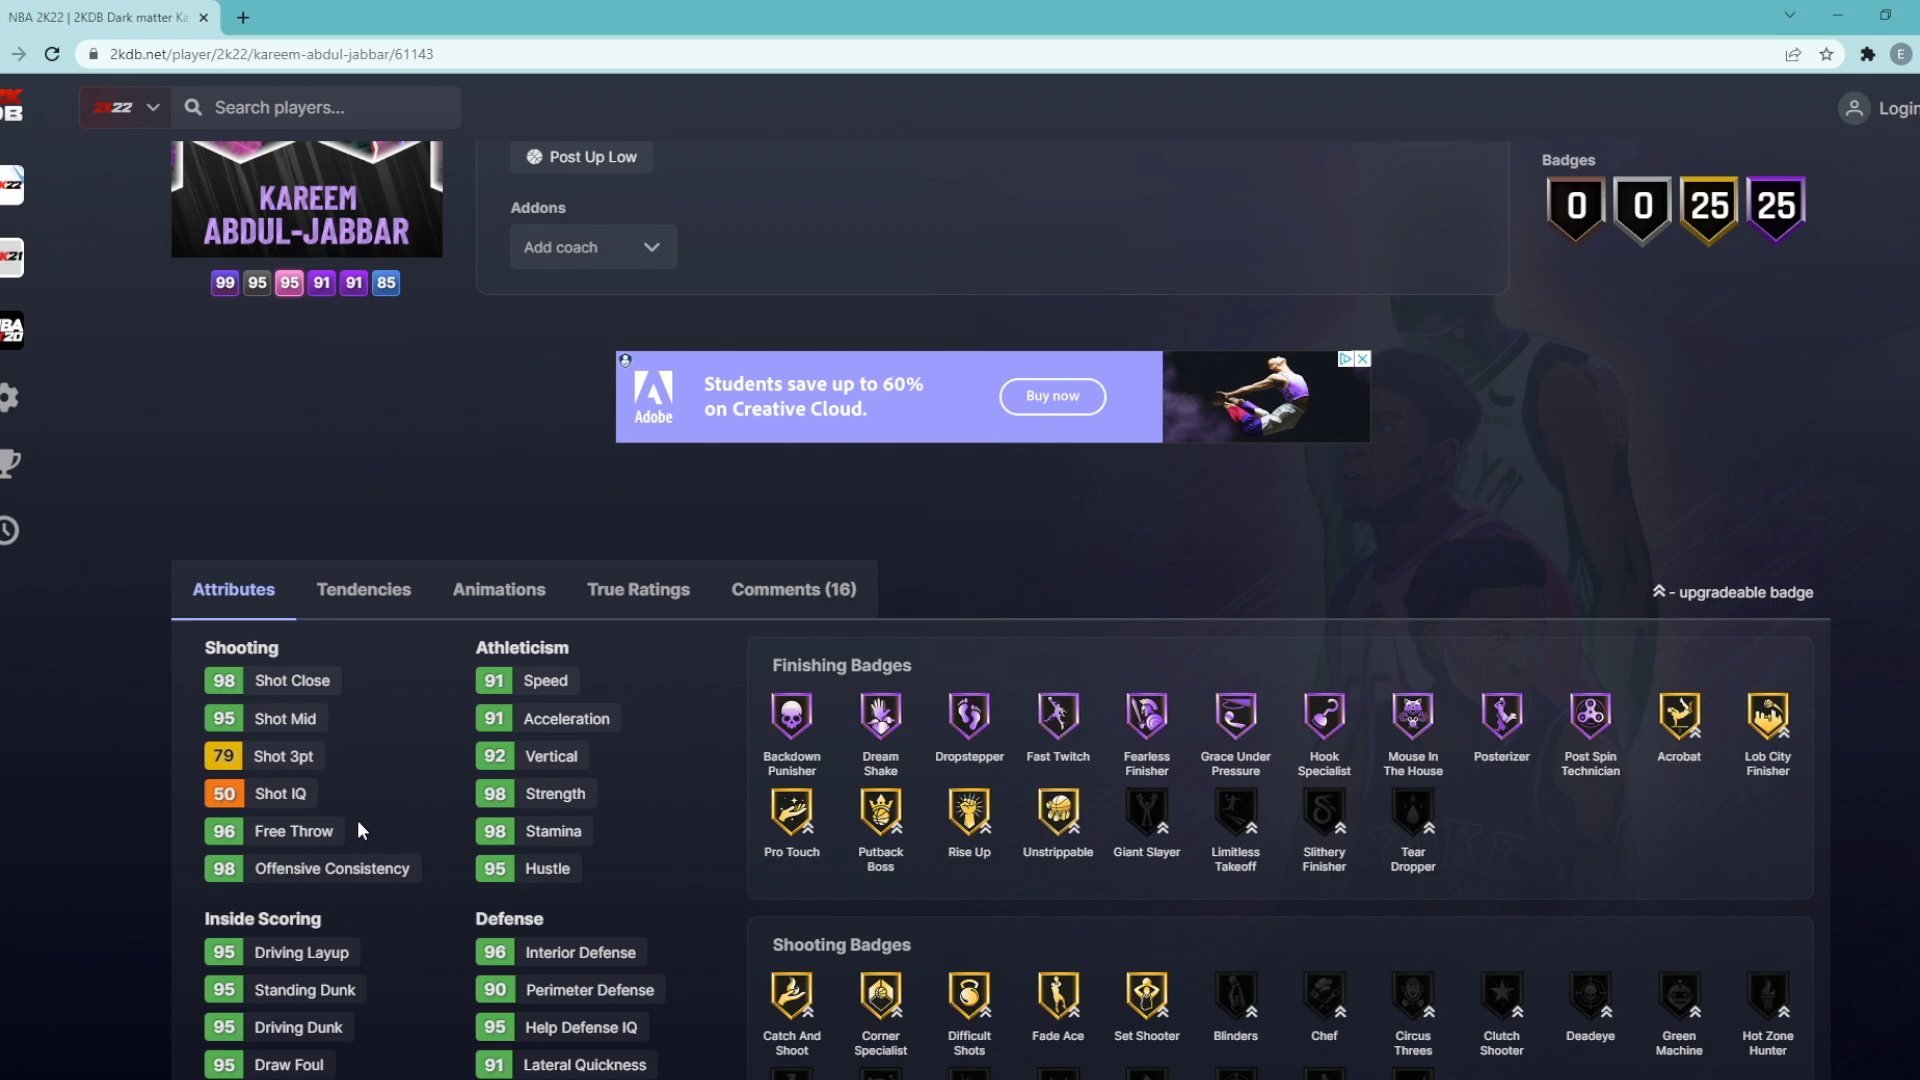 NBA 2K22 | 2KDB Dark matter Ka
2kdb.net/player/2k22/kareem-abdul-jabbar/61143
E
2K22
Search players...
Login
Post Up Low
Addons
Add coach
KAREEM
ABDUL-JABBAR
99 95 95 91 91 85
Badges
0 0 25 25
Adobe
Students save up to 60%
on Creative Cloud.
Buy now
Attributes Tendencies Animations True Ratings Comments (16)
- upgradeable badge
Shooting
98 Shot Close
95 Shot Mid
79 Shot 3pt
50 Shot IQ
96 Free Throw
98 Offensive Consistency
Inside Scoring
95 Driving Layup
95 Standing Dunk
95 Driving Dunk
95 Draw Foul
Athleticism
91 Speed
91 Acceleration
92 Vertical
98 Strength
98 Stamina
95 Hustle
Defense
96 Interior Defense
90 Perimeter Defense
95 Help Defense IQ
91 Lateral Quickness
Finishing Badges
Backdown Punisher
Dream Shake
Dropstepper
Fast Twitch
Fearless Finisher
Grace Under Pressure
Hook Specialist
Mouse In The House
Posterizer
Post Spin Technician
Acrobat
Lob City Finisher
Pro Touch
Putback Boss
Rise Up
Unstrippable
Giant Slayer
Limitless Takeoff
Slithery Finisher
Tear Dropper
Shooting Badges
Catch And Shoot
Corner Specialist
Difficult Shots
Fade Ace
Set Shooter
Blinders
Chef
Circus Threes
Clutch Shooter
Deadeye
Green Machine
Hot Zone Hunter